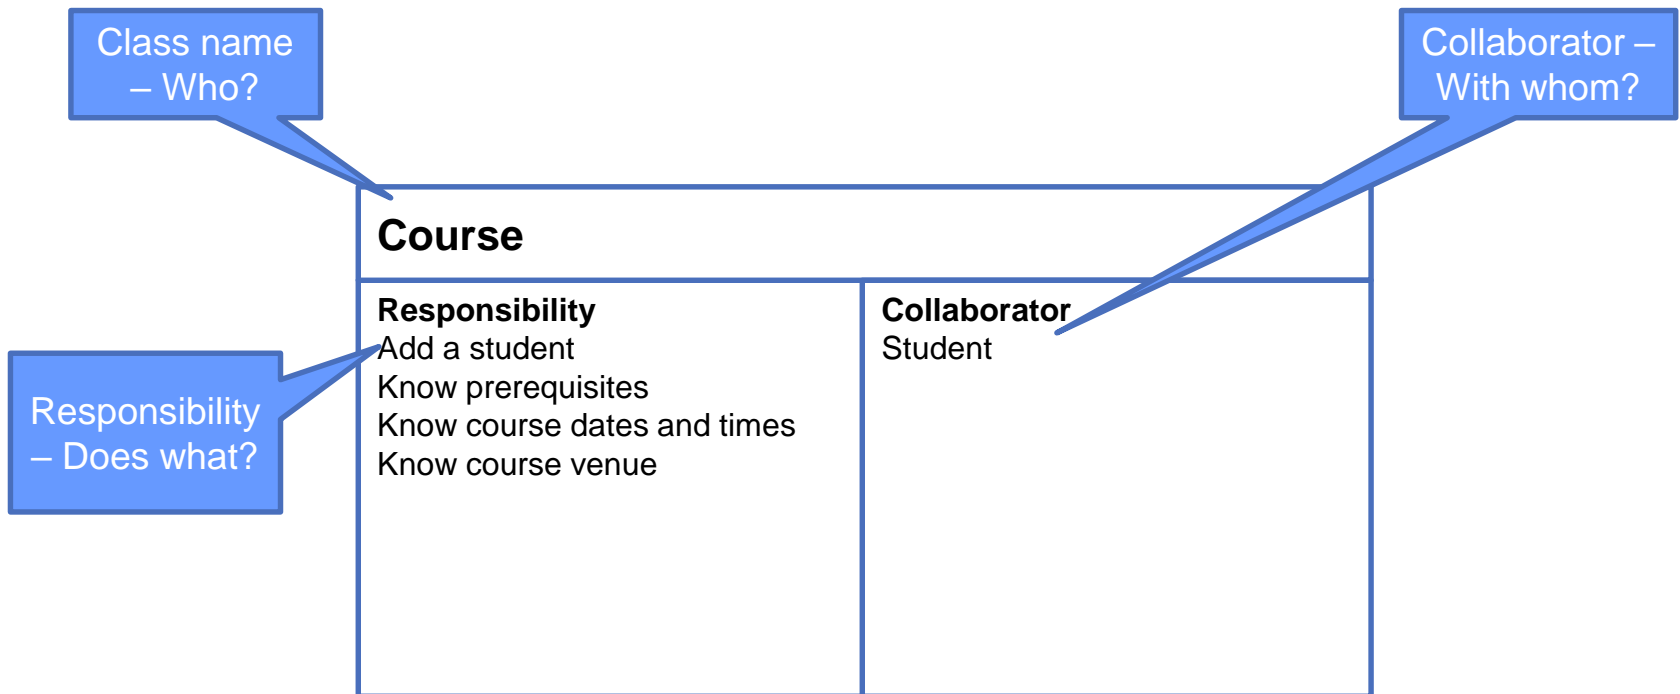 Class name
– Who?
Collaborator –
With whom?
Course
Responsibility
Add a student
Know prerequisites
Know course dates and times
Know course venue
Collaborator
Student
Responsibility
– Does what?